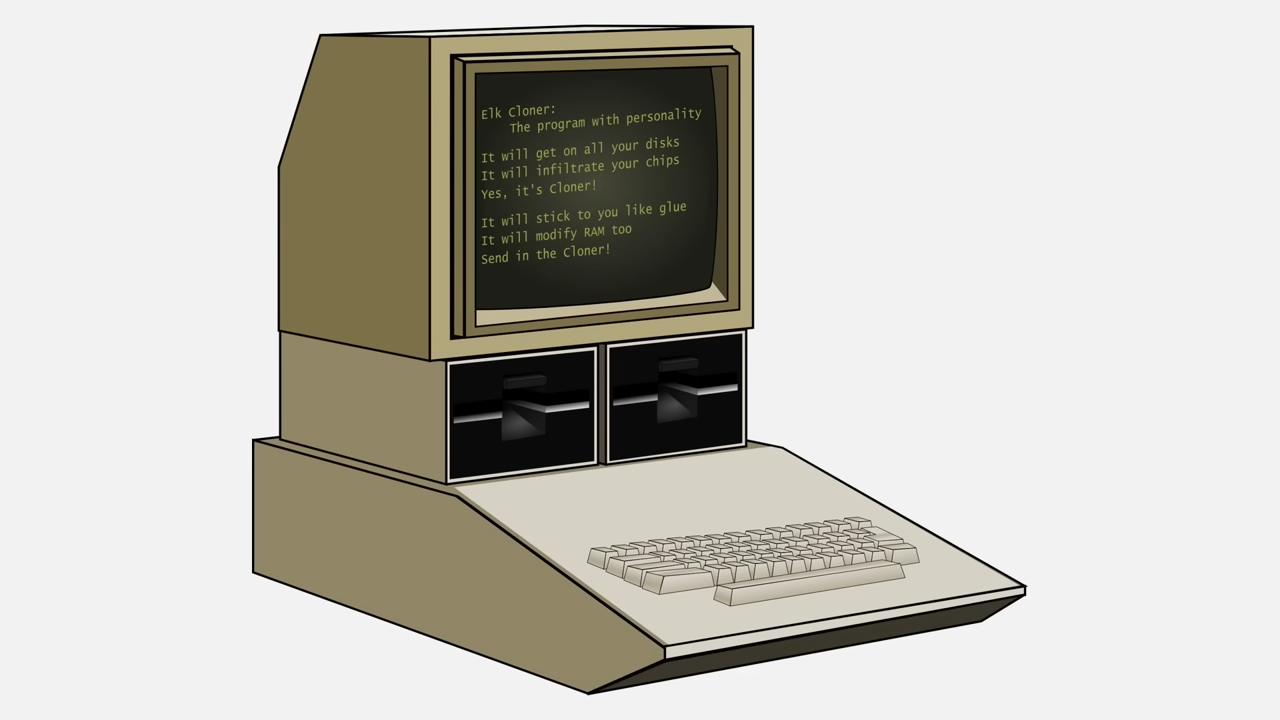 Elk Cloner:
The program with personality
It will get on all your disks
It will infiltrate your chips
Yes, it's Cloner!
It will stick to you like glue
It will modify RAM too
Send in the Cloner!